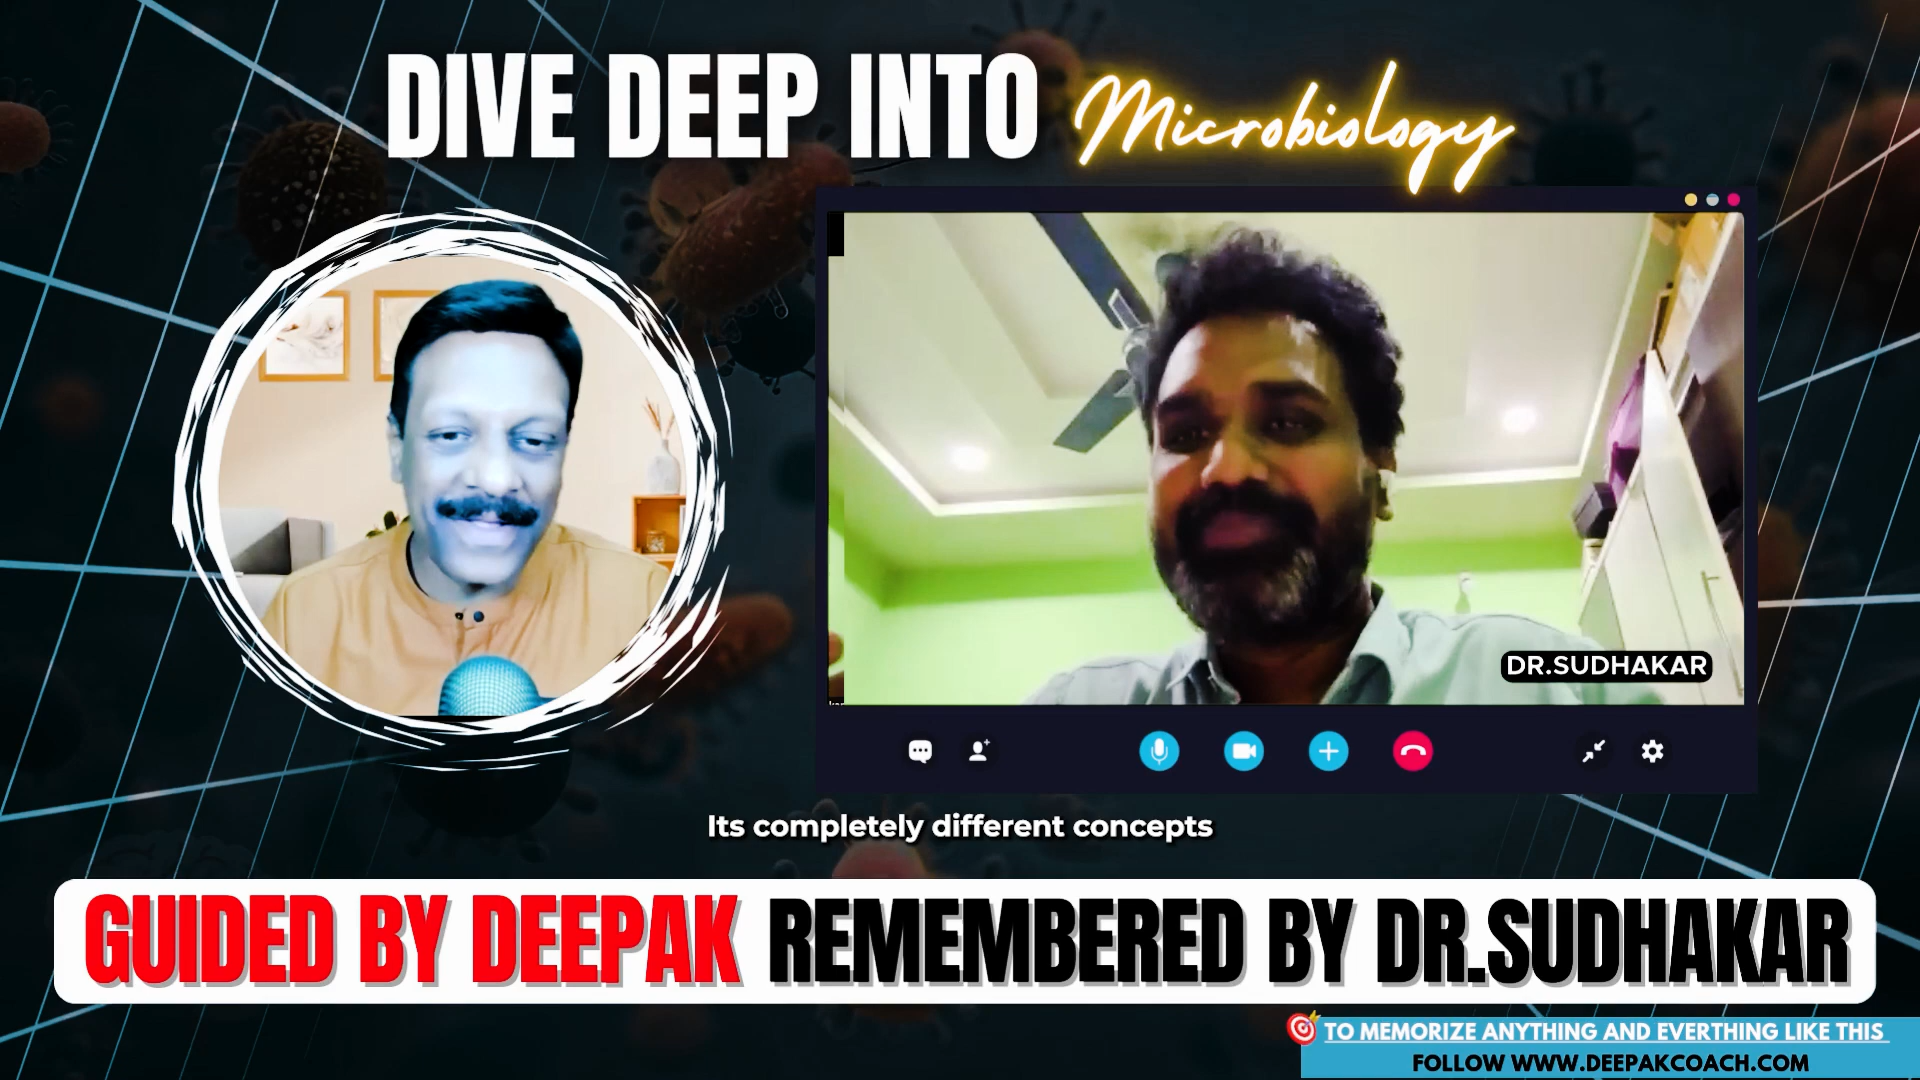 DIVE DEEP INTO Microbiology
DR.SUDHAKAR
Its completely different concepts
GUIDED BY DEEPAK REMEMBERED BY DR.SUDHAKAR
TO MEMORIZE ANYTHING AND EVERTHING LIKE THIS
FOLLOW WWW.DEEPAKCOACH.COM